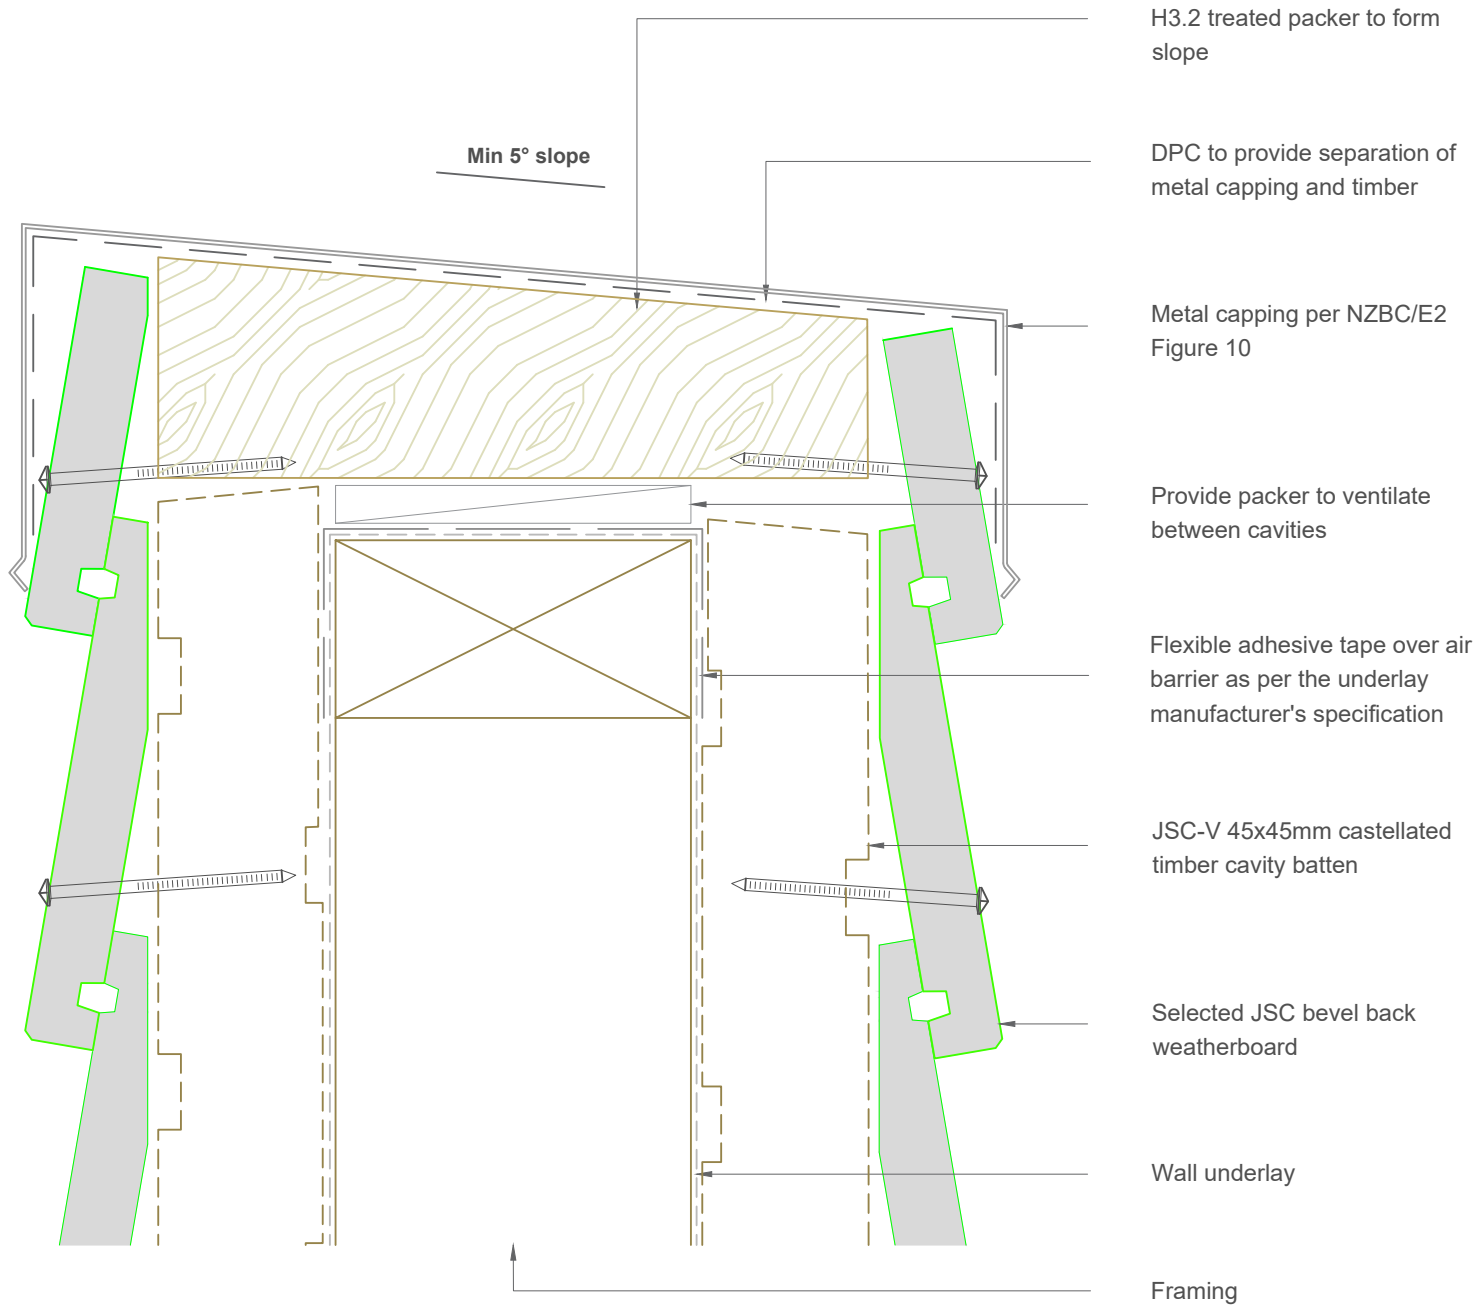 H3.2 treated packer to form
slope
Min 5° slope
DPC to provide separation of
metal capping and timber
Metal capping per NZBC/E2
Figure 10
Provide packer to ventilate
between cavities
Flexible adhesive tape over air
barrier as per the underlay
manufacturer's specification
JSC-V 45x45mm castellated
timber cavity batten
Selected JSC bevel back
weatherboard
Wall underlay
Framing